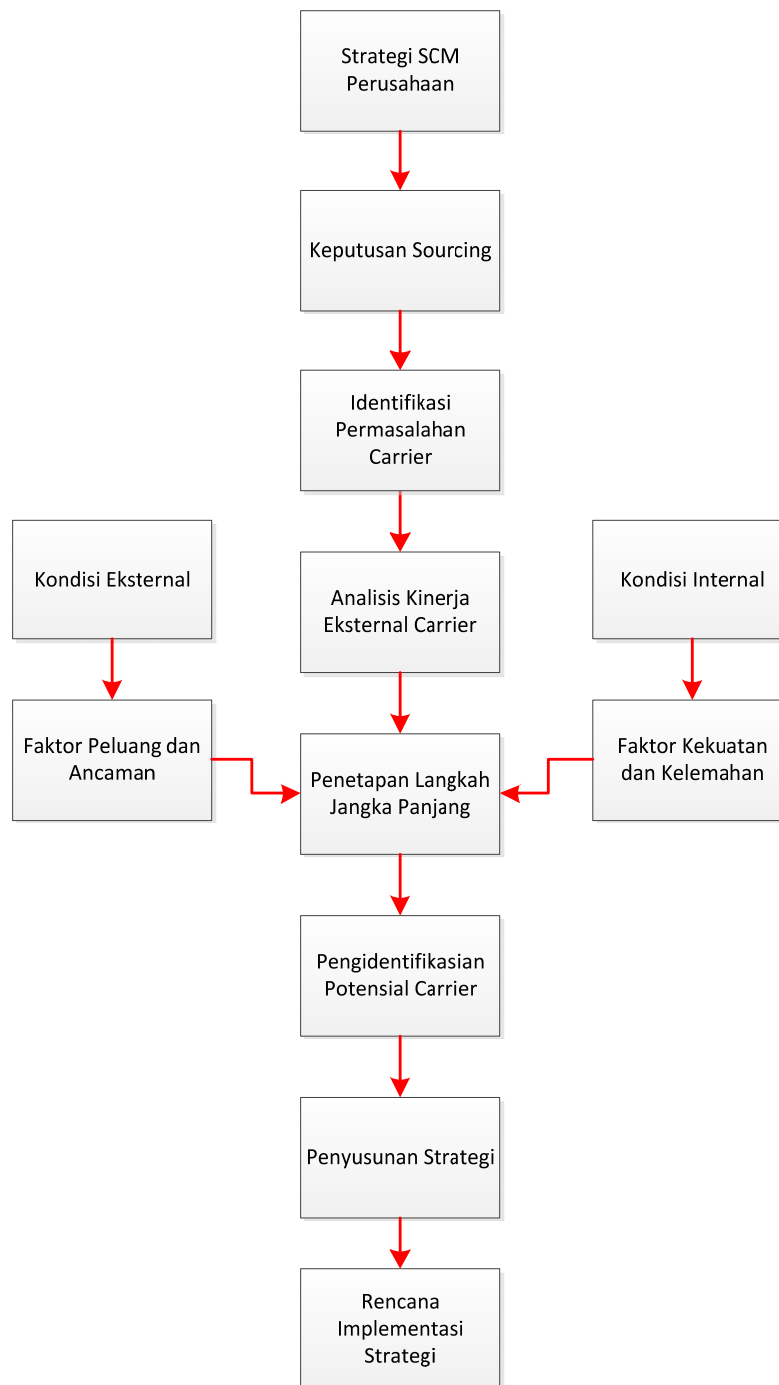 Strategi SCM
Perusahaan
Keputusan Sourcing
Identifikasi
Permasalahan
Carrier
Kondisi Eksternal
Analisis Kinerja
Eksternal Carrier
Kondisi Internal
Faktor Peluang dan
Ancaman
Penetapan Langkah
Jangka Panjang
Faktor Kekuatan
dan Kelemahan
Pengidentifikasian
Potensial Carrier
Penyusunan Strategi
Rencana
Implementasi
Strategi